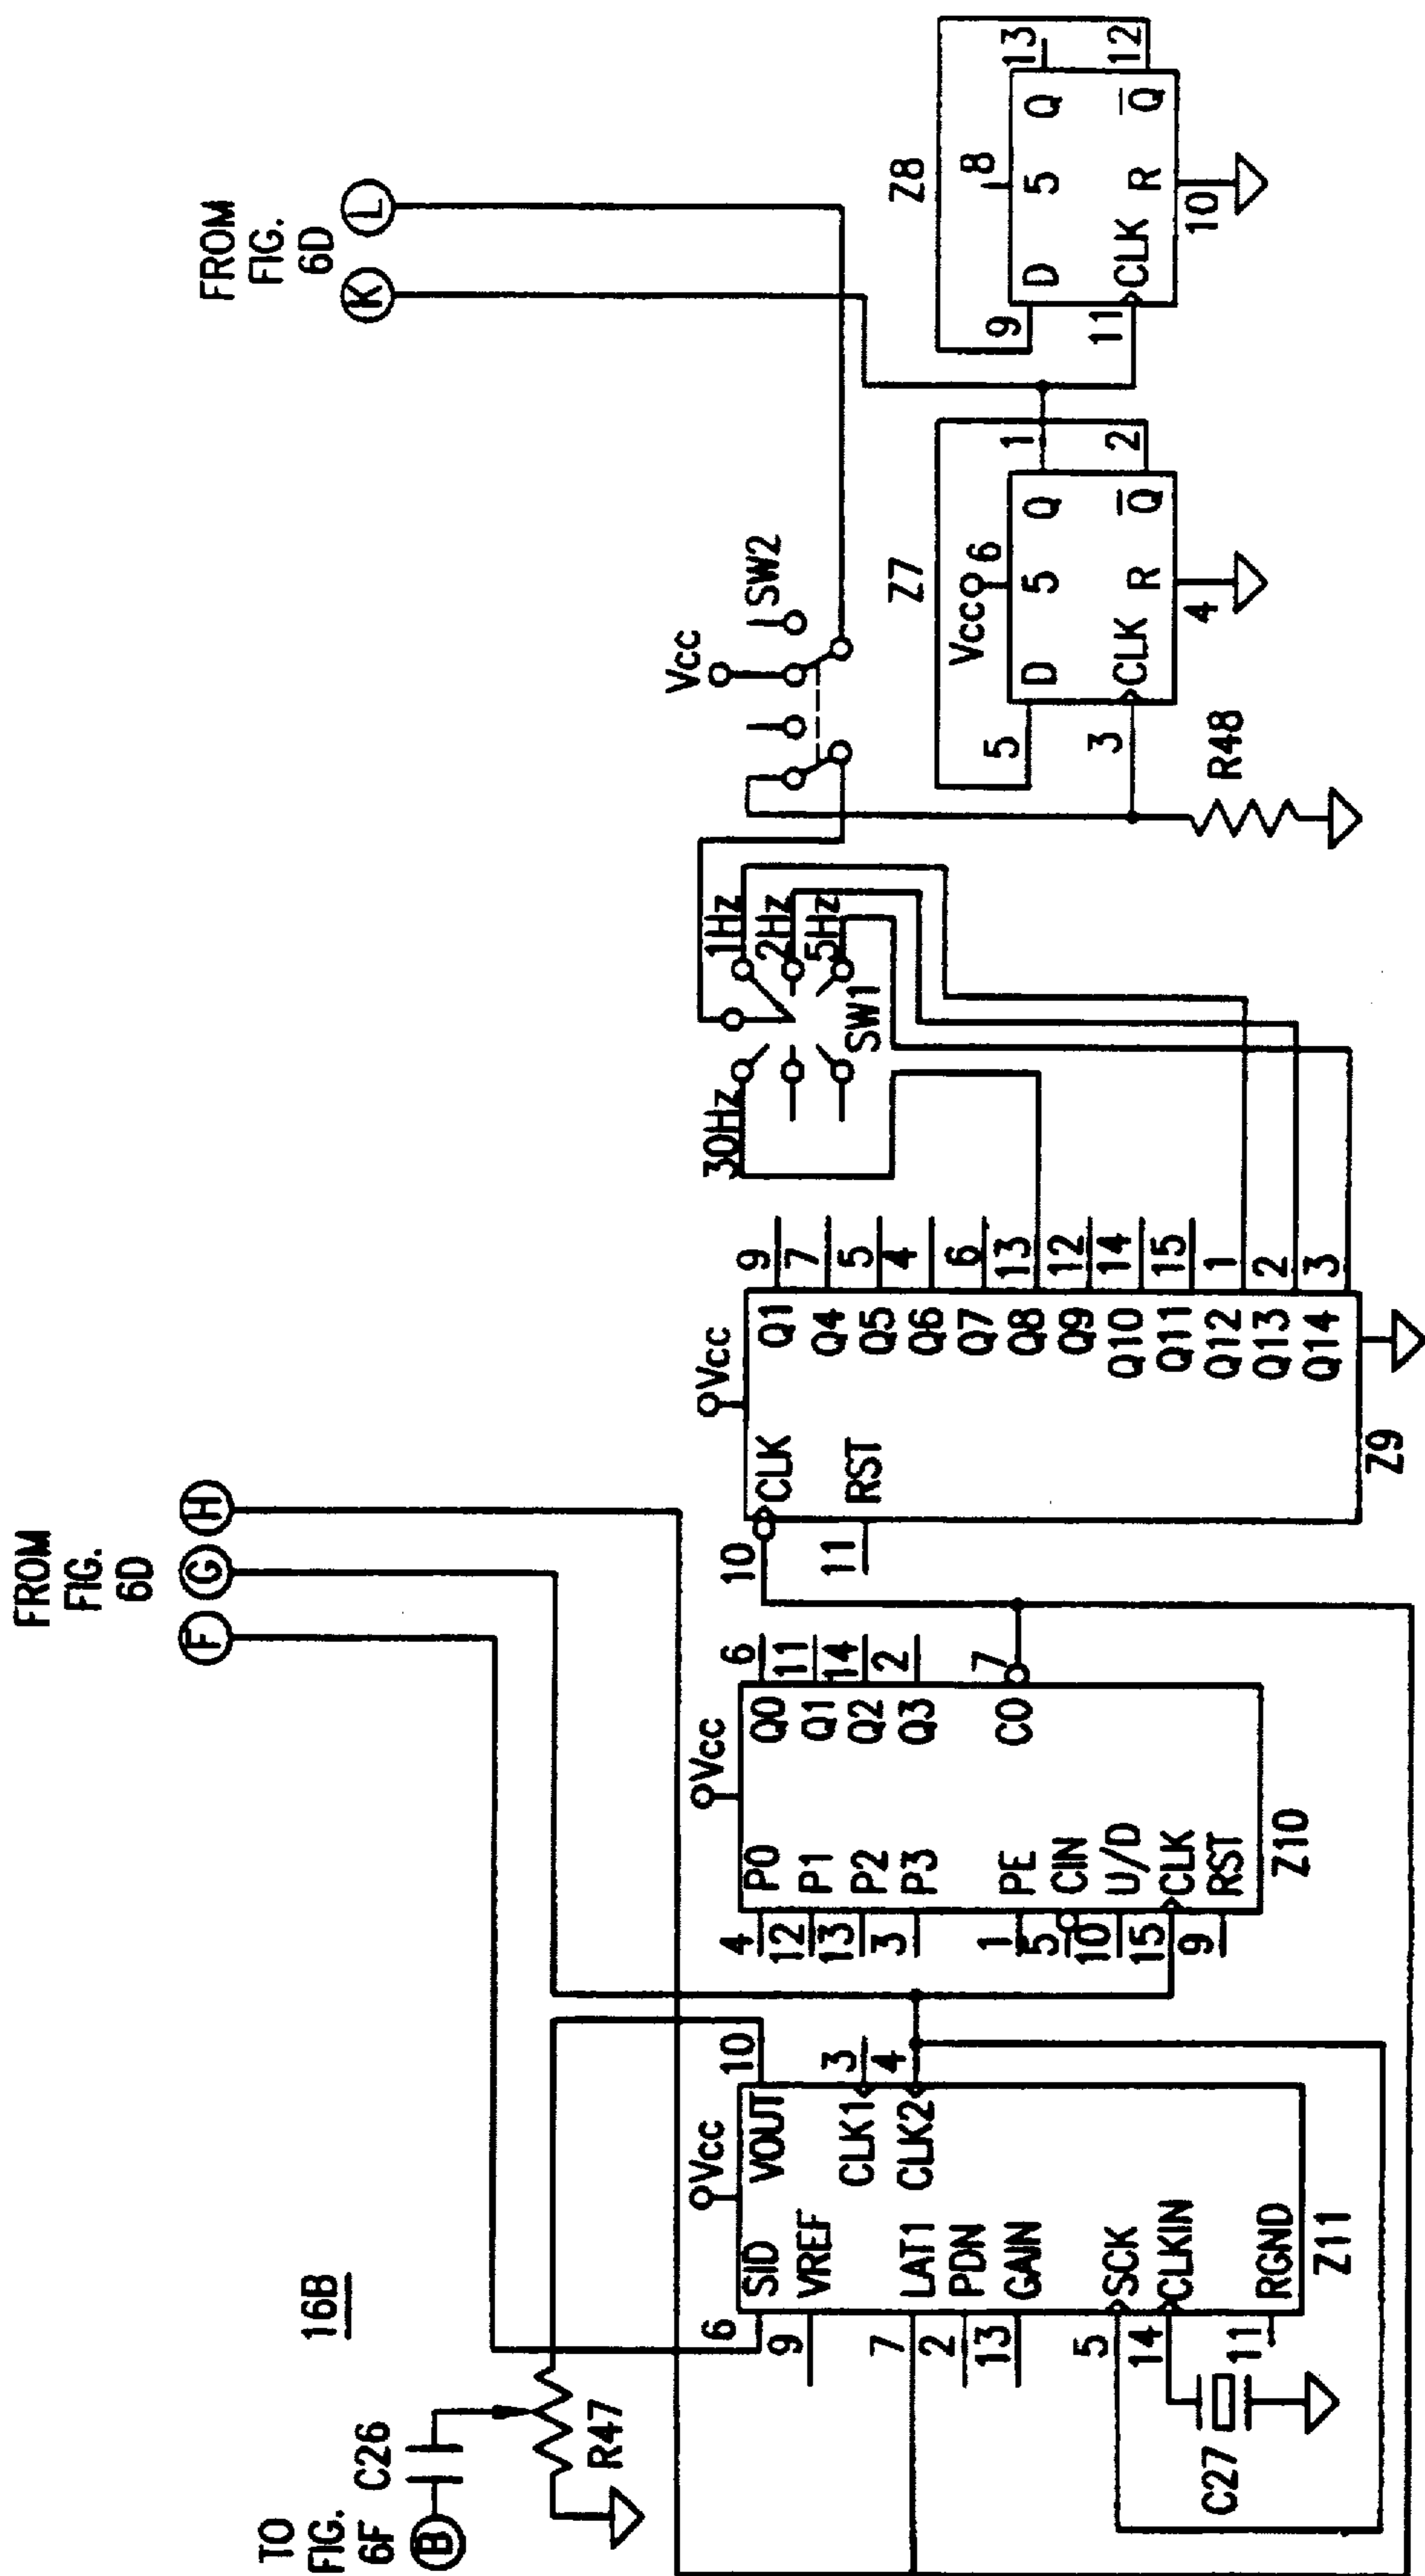 TO
FIG.
6F
B
C26
R47
16B
FROM
FIG.
6D
F
G
H
6
9
7
2
13
5
14
11
C27
SID
VREF
LAT1
PDN
GAIN
SCK
CLKIN
RGND
VOUT
CLK1
CLK2
Vcc
10
3
4
Z11
4
12
13
3
1
5
10
15
9
P0
P1
P2
P3
PE
CIN
U/D
CLK
RST
Vcc
Q0
Q1
Q2
Q3
CO
6
11
14
2
7
Z10
10
11
CLK
RST
Vcc
Q1
Q4
Q5
Q6
Q7
Q8
Q9
Q10
Q11
Q12
Q13
Q14
9
7
5
4
6
13
12
14
15
1
2
3
Z9
30Hz
1Hz
2Hz
5Hz
SW1
Vcc
SW2
R48
FROM
FIG.
6D
K
L
Z7
Vcc
6
5
3
D
5
Q
CLK
R
Q̅
1
2
4
Z8
8
9
11
D
5
Q
CLK
R
Q̅
13
12
10